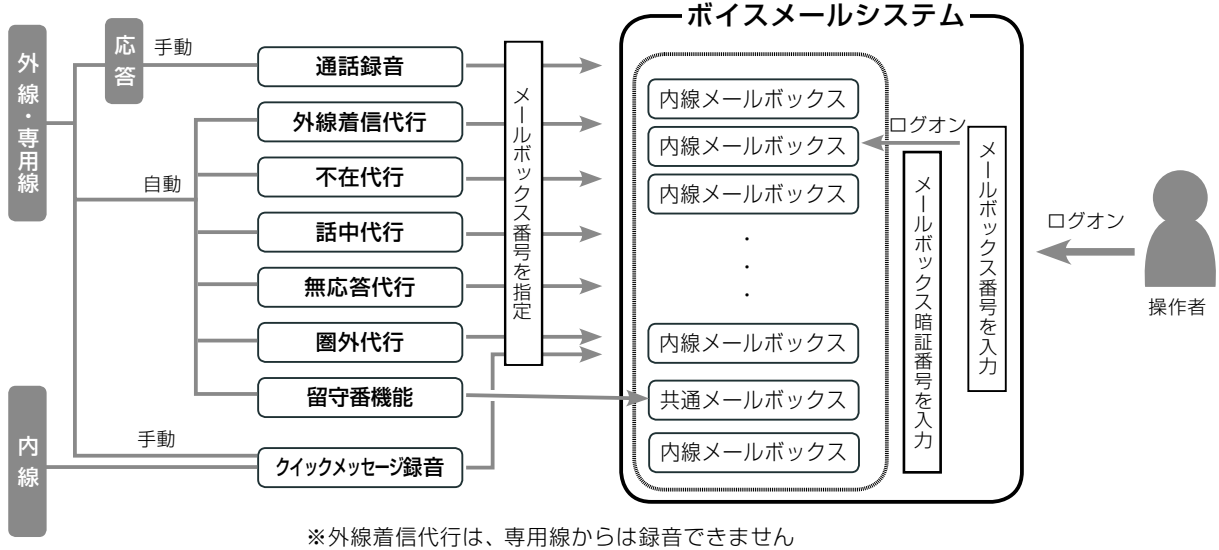 ボイスメールシステム
外線・専用線
応答
手動
自動
手動
内線
通話録音
外線着信代行
不在代行
話中代行
無応答代行
圏外代行
留守番機能
クイックメッセージ録音
メールボックス番号を指定
内線メールボックス
内線メールボックス
内線メールボックス
・
・
・
内線メールボックス
共通メールボックス
内線メールボックス
ログオン
メールボックス暗証番号を入力
メールボックス番号を入力
ログオン
操作者
※外線着信代行は、専用線からは録音できません